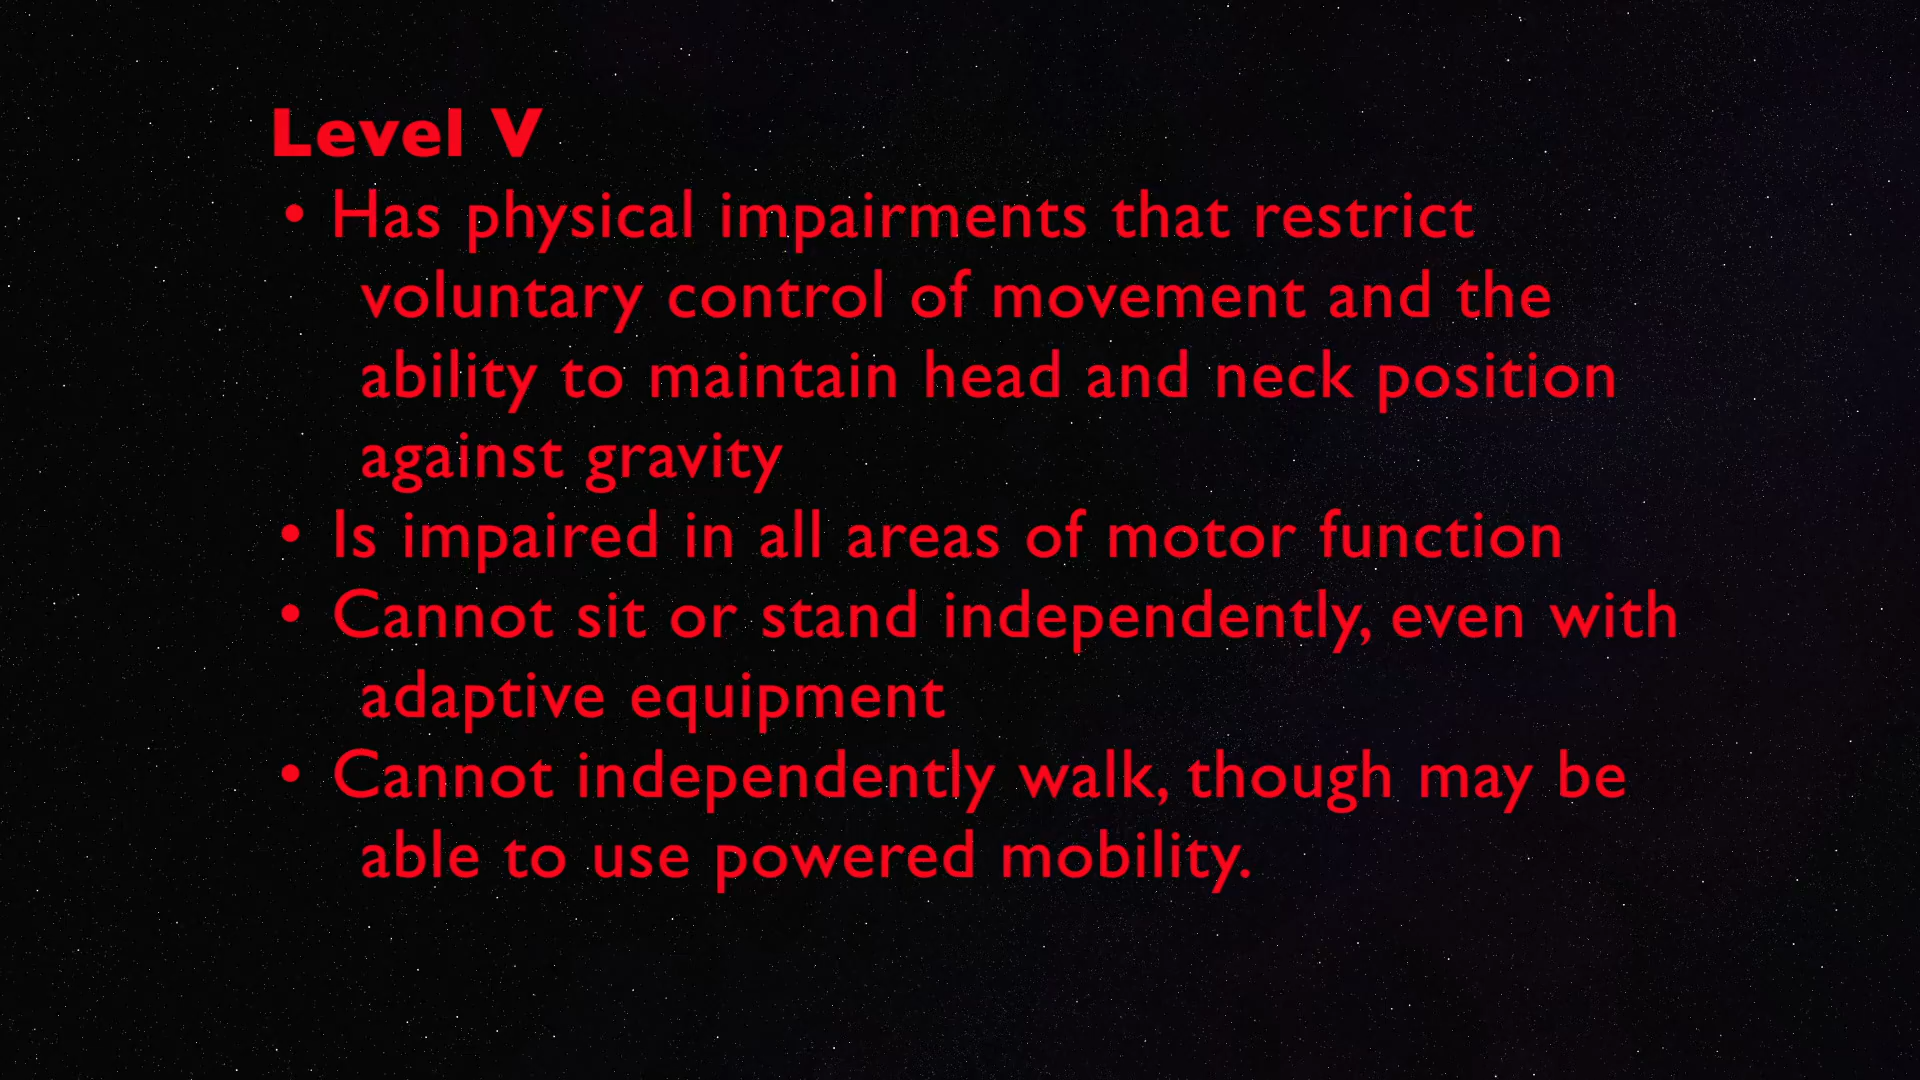 Level V
• Has physical impairments that restrict
voluntary control of movement and the
ability to maintain head and neck position
against gravity
• Is impaired in all areas of motor function
• Cannot sit or stand independently, even with
adaptive equipment
• Cannot independently walk, though may be
able to use powered mobility.